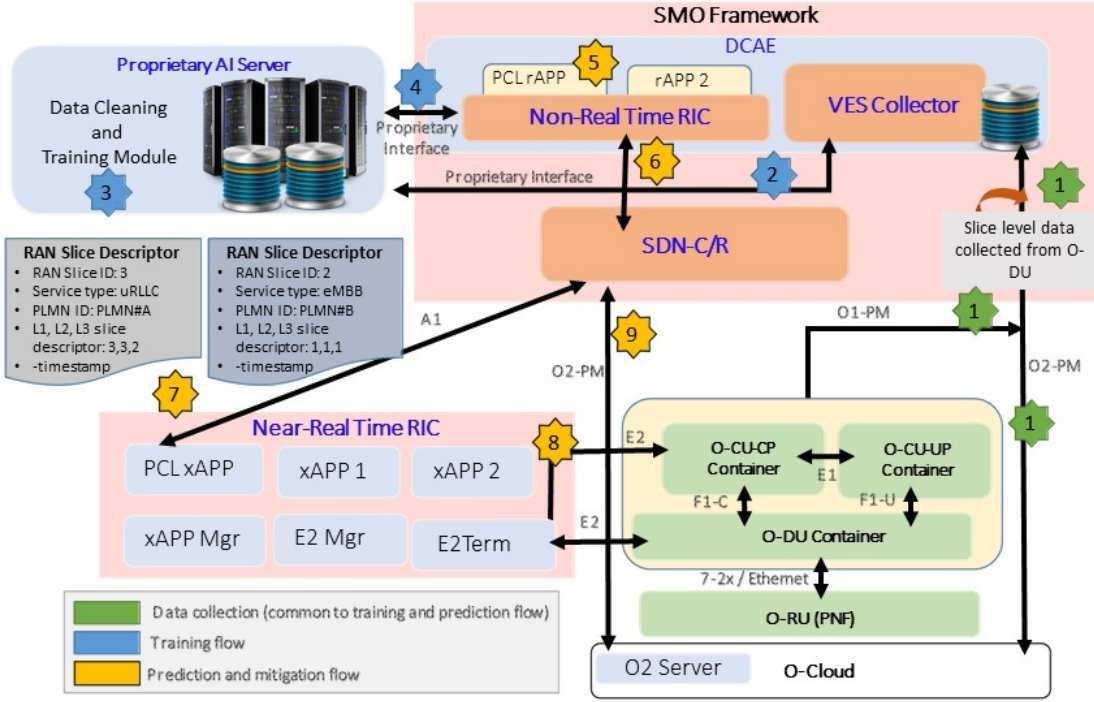 SMO Framework
DCAE
Proprietary AI Server
Data Cleaning
and
Training Module
3
4
Proprietary
Interface
PCL rAPP
5
rAPP 2
Non-Real Time RIC
VES Collector
6
2
Proprietary Interface
1
SDN-C/R
Slice level data
collected from O-
DU
RAN Slice Descriptor
• RAN Slice ID: 3
• Service type: uRLLC
• PLMN ID: PLMN#A
• L1, L2, L3 slice
descriptor: 3,3,2
• -timestamp
RAN Slice Descriptor
• RAN Slice ID: 2
• Service type: eMBB
• PLMN ID: PLMN#B
• L1, L2, L3 slice
descriptor: 1,1,1
• -timestamp
A1
9
O2-PM
O1-PM
1
O2-PM
7
1
Near-Real Time RIC
8
PCL xAPP
xAPP 1
xAPP 2
xAPP Mgr
E2 Mgr
E2Term
E2
E2
O-CU-CP
Container
E1
O-CU-UP
Container
F1-C
F1-U
O-DU Container
7-2x / Ethernet
O-RU (PNF)
O2 Server
O-Cloud
Data collection (common to training and prediction flow)
Training flow
Prediction and mitigation flow